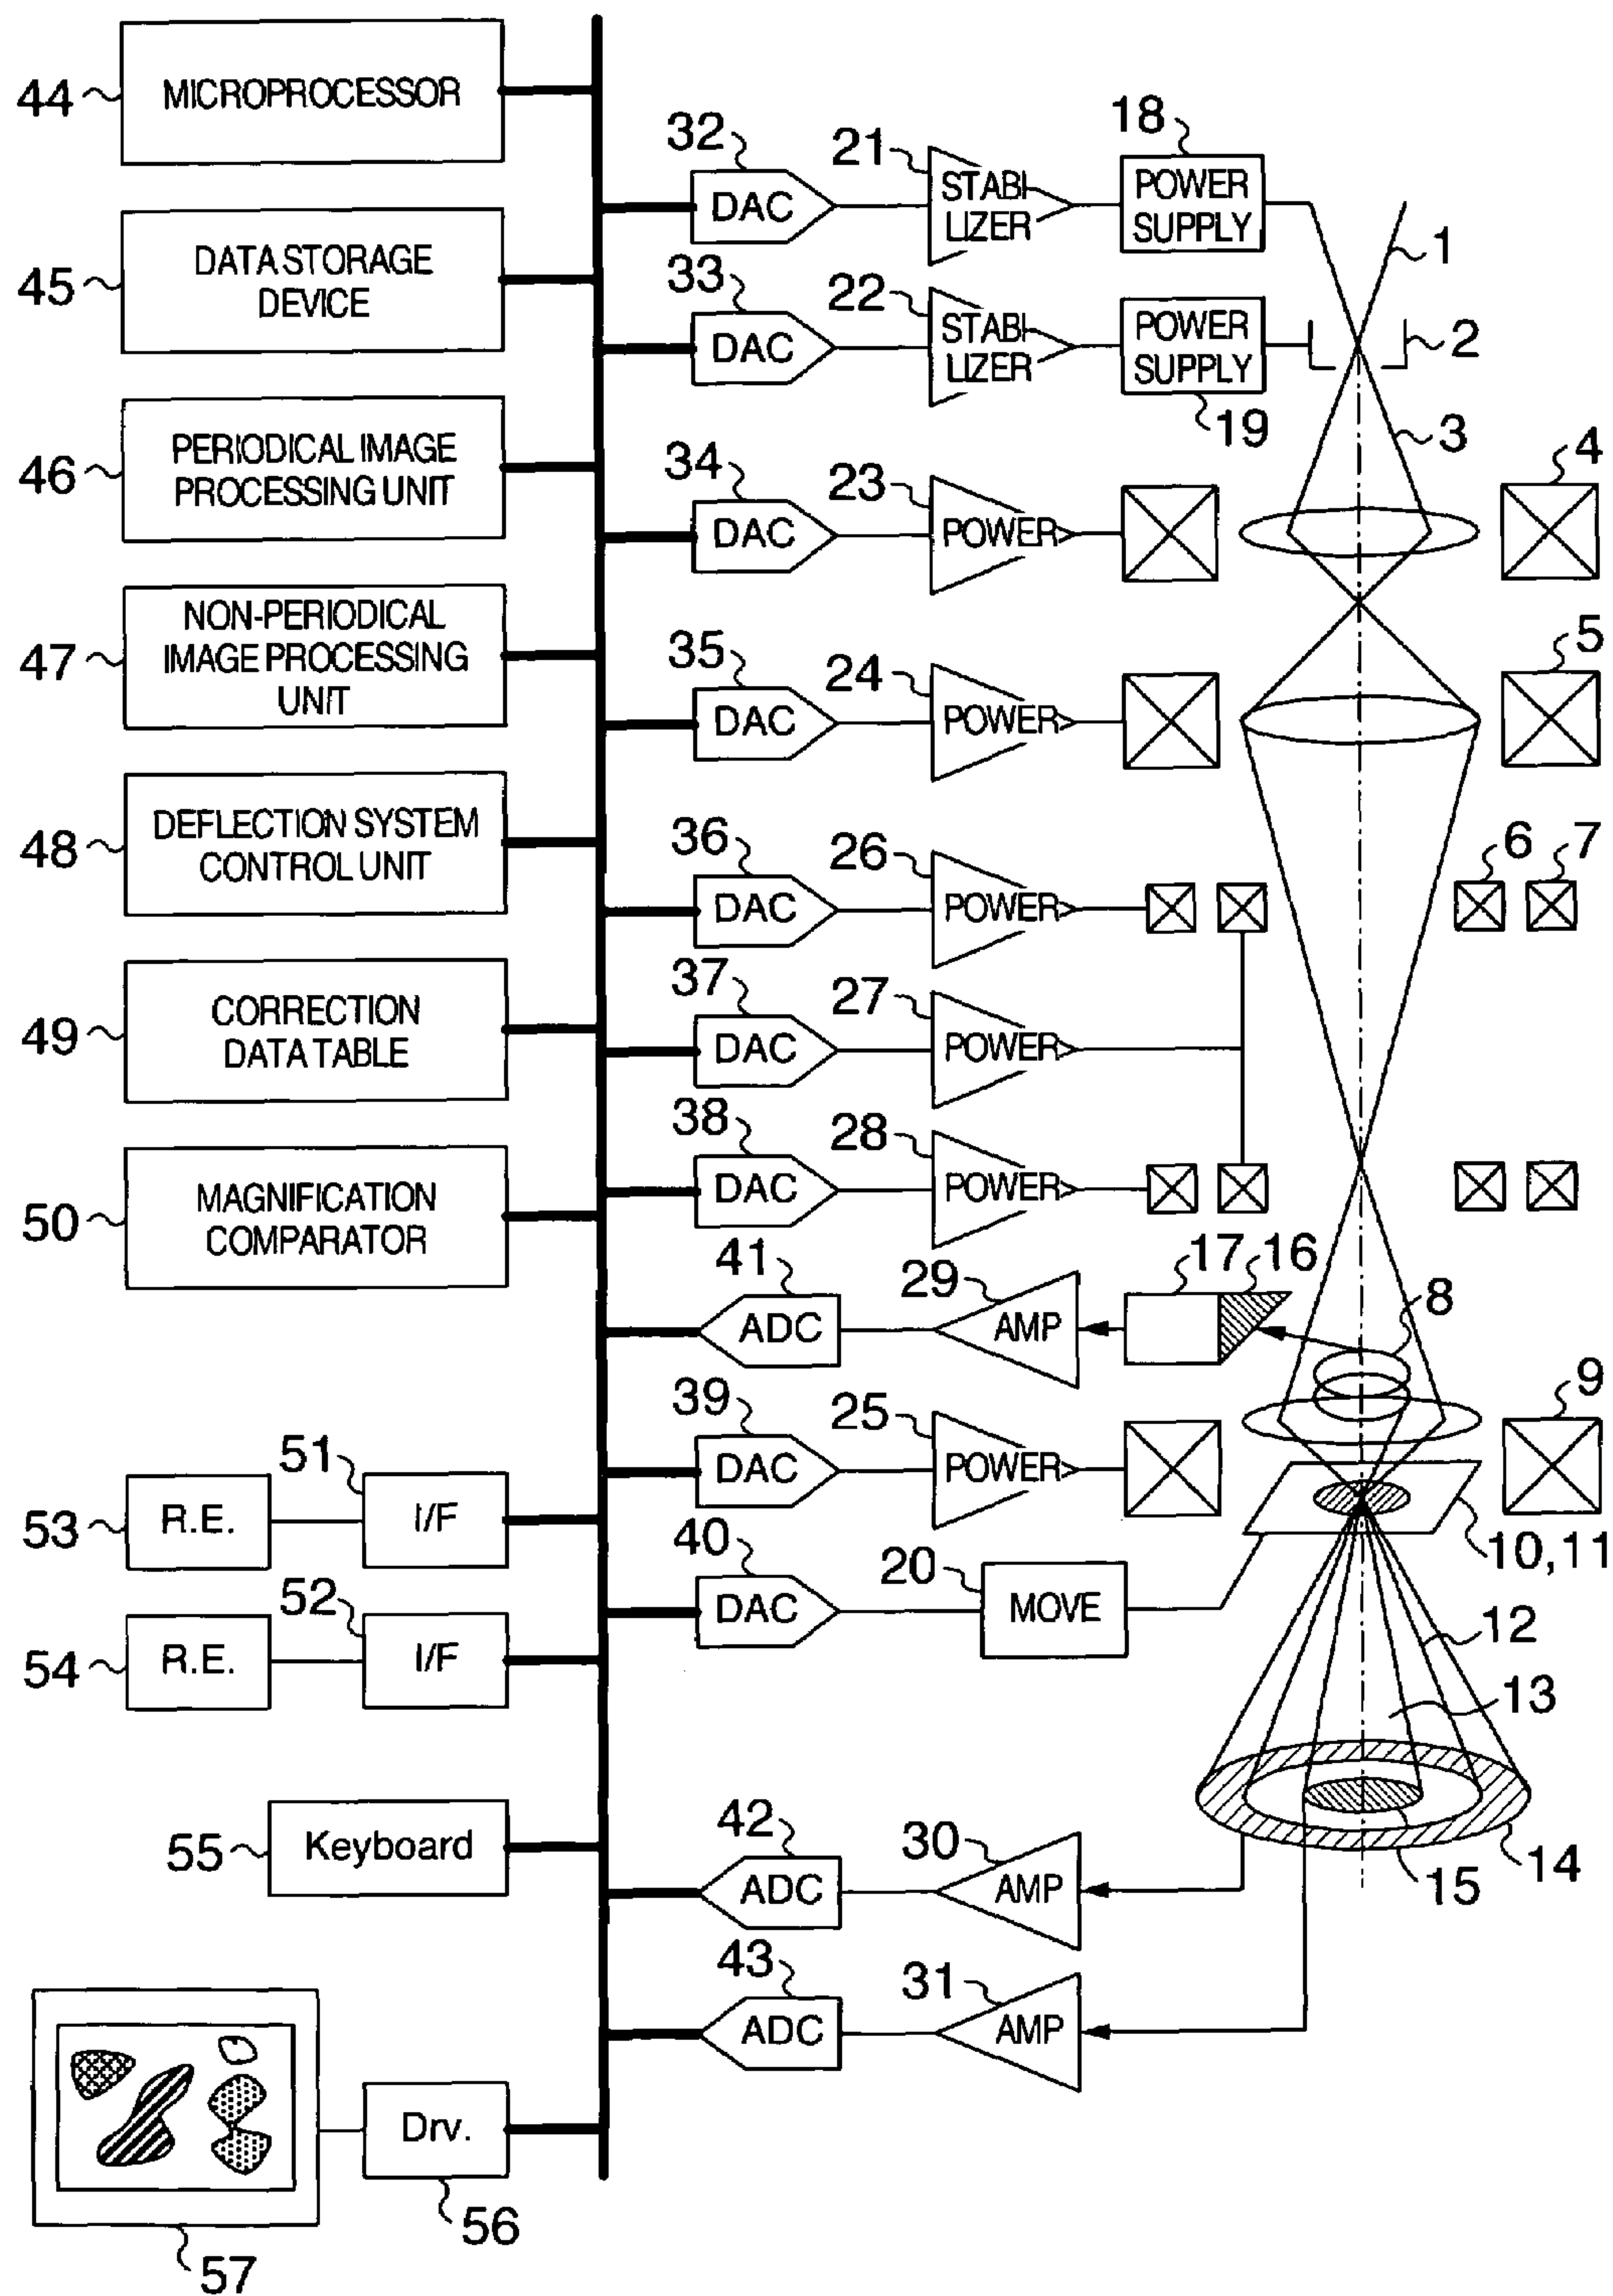 44
MICROPROCESSOR
45
DATA STORAGE
DEVICE
46
PERIODICAL IMAGE
PROCESSING UNIT
47
NON-PERIODICAL
IMAGE PROCESSING
UNIT
48
DEFLECTION SYSTEM
CONTROL UNIT
49
CORRECTION
DATA TABLE
50
MAGNIFICATION
COMPARATOR
32
DAC
21
STABI
LIZER
18
POWER
SUPPLY
1
33
DAC
22
STABI
LIZER
POWER
SUPPLY
19
2
3
34
DAC
23
POWER
4
35
DAC
24
POWER
5
36
DAC
26
POWER
6
7
37
DAC
27
POWER
38
DAC
28
POWER
41
ADC
29
AMP
17
16
8
39
DAC
25
POWER
9
10,11
40
DAC
20
MOVE
12
13
14
15
53
R.E.
51
I/F
54
R.E.
52
I/F
55
Keyboard
42
ADC
30
AMP
43
ADC
31
AMP
Drv.
56
57